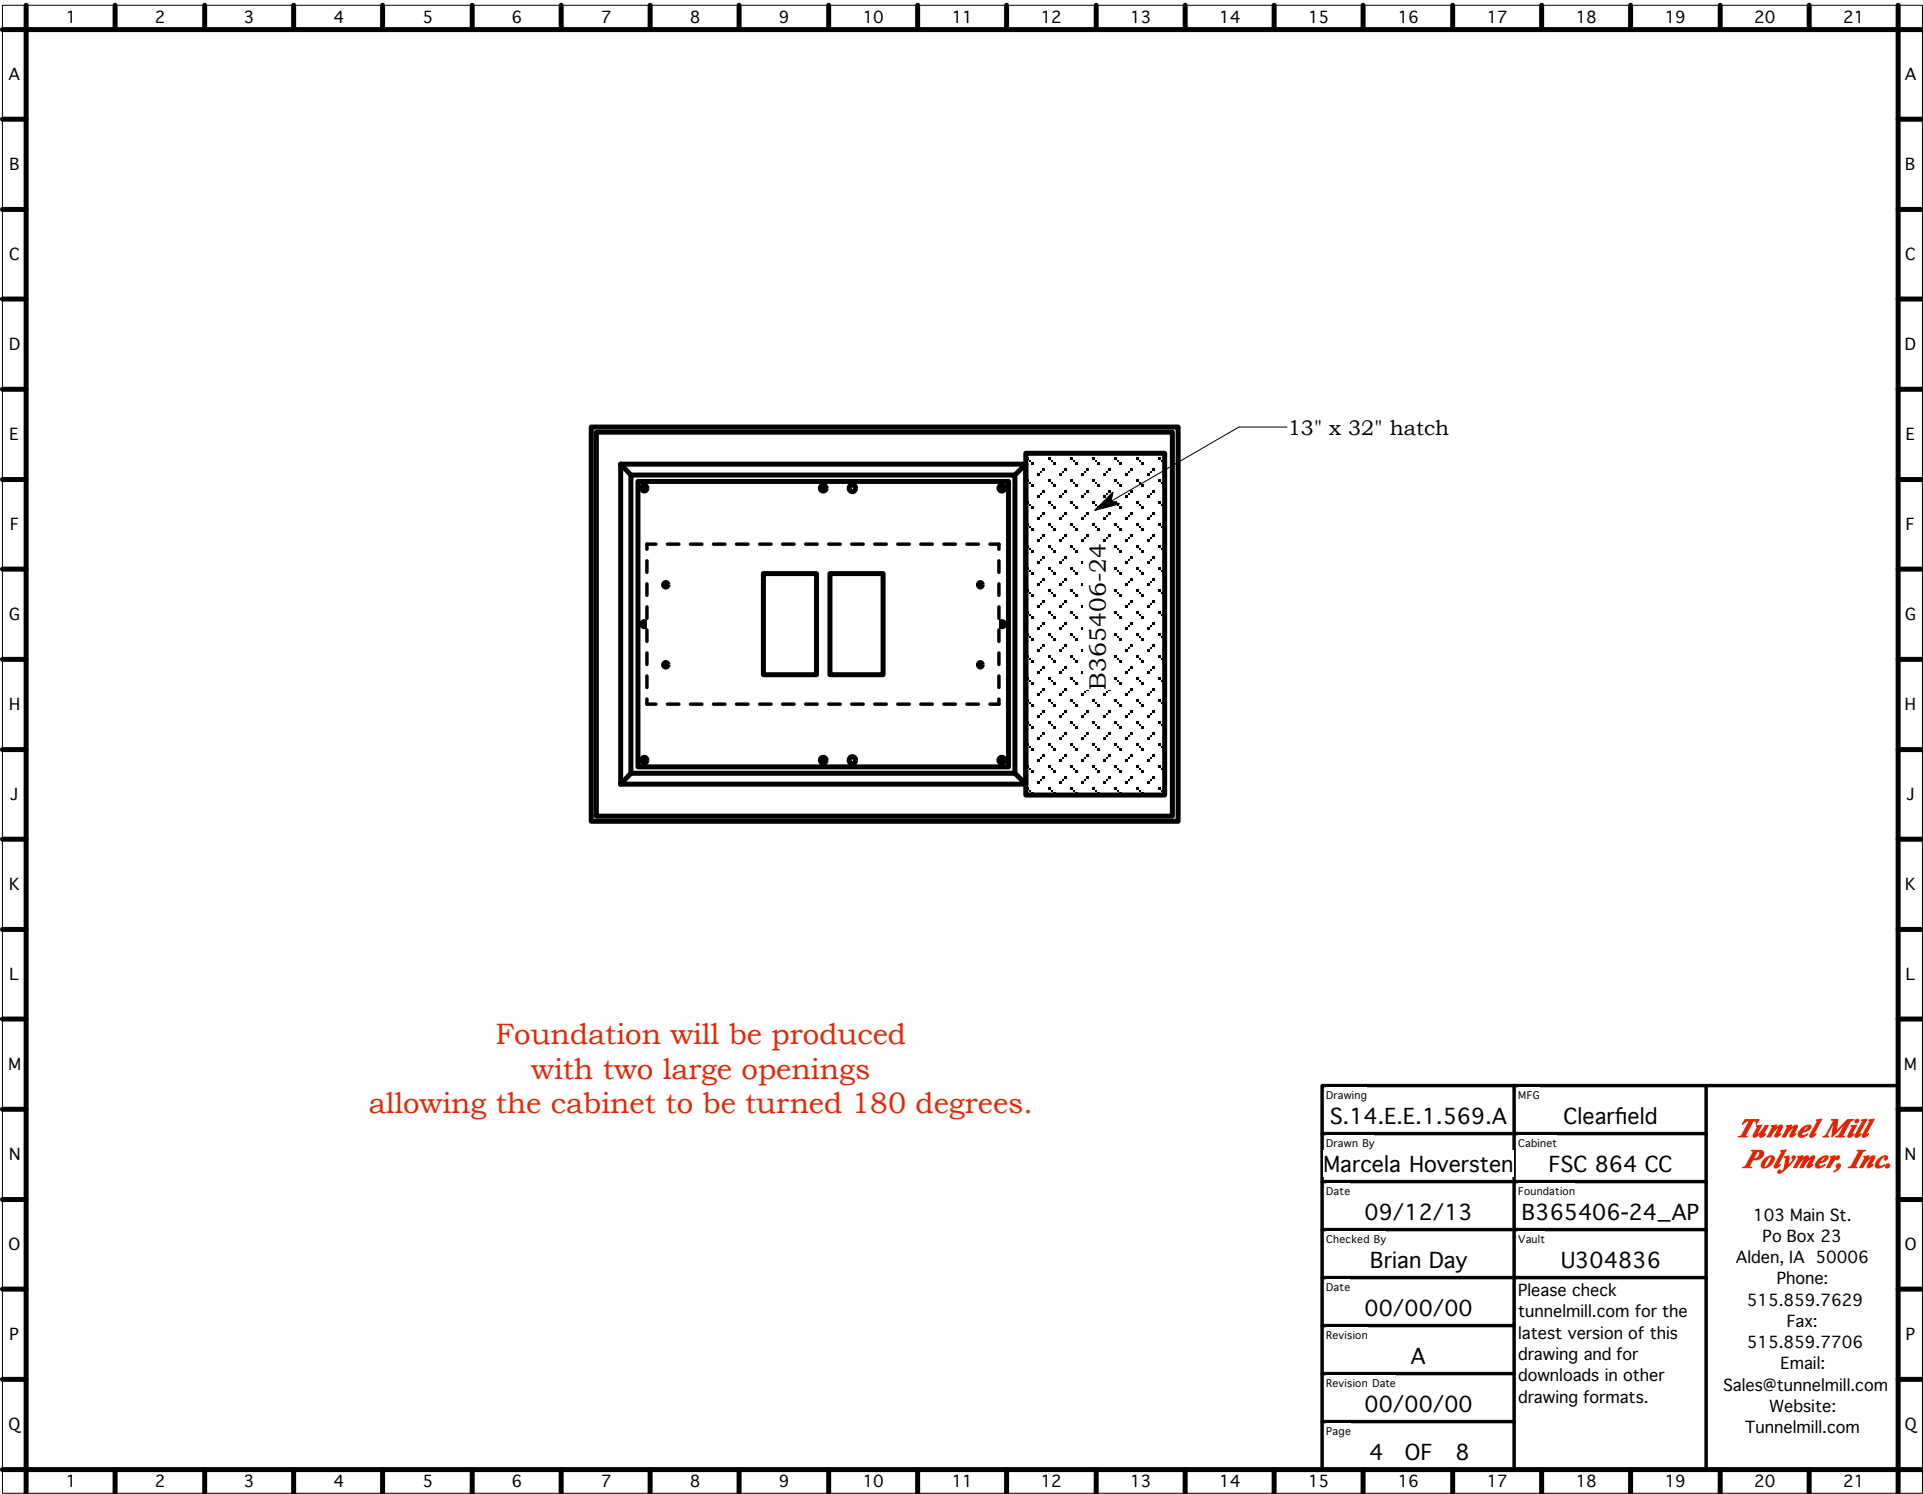 1 2 3 4 5 6 7 8 9 10 11 12 13 14 15 16 17 18 19 20 21
A A
B B
C C
D D
E E
F F
G G
H H
J J
K K
L L
M M
N N
O O
P P
Q Q
13" x 32" hatch
B365406-24
Foundation will be produced
with two large openings
allowing the cabinet to be turned 180 degrees.
Drawing
S.14.E.E.1.569.A
MFG
Clearfield
Drawn By
Marcela Hoversten
Cabinet
FSC 864 CC
Date
09/12/13
Foundation
B365406-24_AP
Checked By
Brian Day
Vault
U304836
Date
00/00/00
Revision
A
Revision Date
00/00/00
Page
4 OF 8
Please check
tunnelmill.com for the
latest version of this
drawing and for
downloads in other
drawing formats.
Tunnel Mill
Polymer, Inc.
103 Main St.
Po Box 23
Alden, IA 50006
Phone:
515.859.7629
Fax:
515.859.7706
Email:
Sales@tunnelmill.com
Website:
Tunnelmill.com
1 2 3 4 5 6 7 8 9 10 11 12 13 14 15 16 17 18 19 20 21